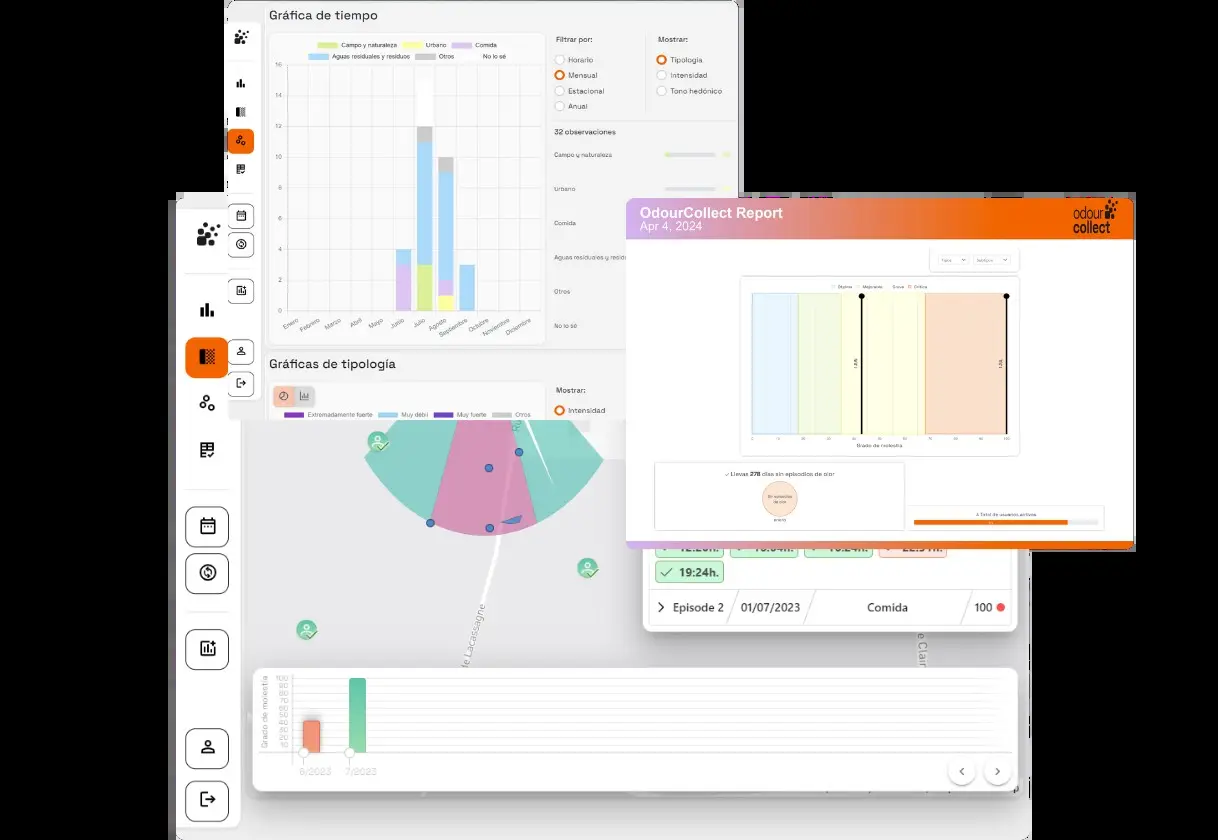 Gráfica de tiempo
Campo y naturaleza
Urbano
Comida
Aguas residuales y residuos
Otros
No lo sé
16
14
12
10
8
6
4
2
0
Enero
Febrero
Marzo
Abril
Mayo
Junio
Julio
Agosto
Septiembre
Octubre
Noviembre
Diciembre
Filtrar por:
Horario
Mensual
Estacional
Anual
Mostrar:
Tipología
Intensidad
Tono hedónico
32 observaciones
Campo y naturaleza
Urbano
Comida
Aguas residuales y resid
Otros
No lo sé
Gráficas de tipología
Extremadamente fuerte
Muy débil
Muy fuerte
Otros
Mostrar:
Intensidad
OdourCollect Report
Apr 4, 2024
odour
collect
Grado de molestia
✓ Llevas 278 días sin episodios de olor
Total de usuarios activos
19:24h.
Episode 2
01/07/2023
Comida
100
de Lacassagne
e Clair
Grado de molestia
100
90
80
70
60
50
40
30
20
10
6/2023
7/2023